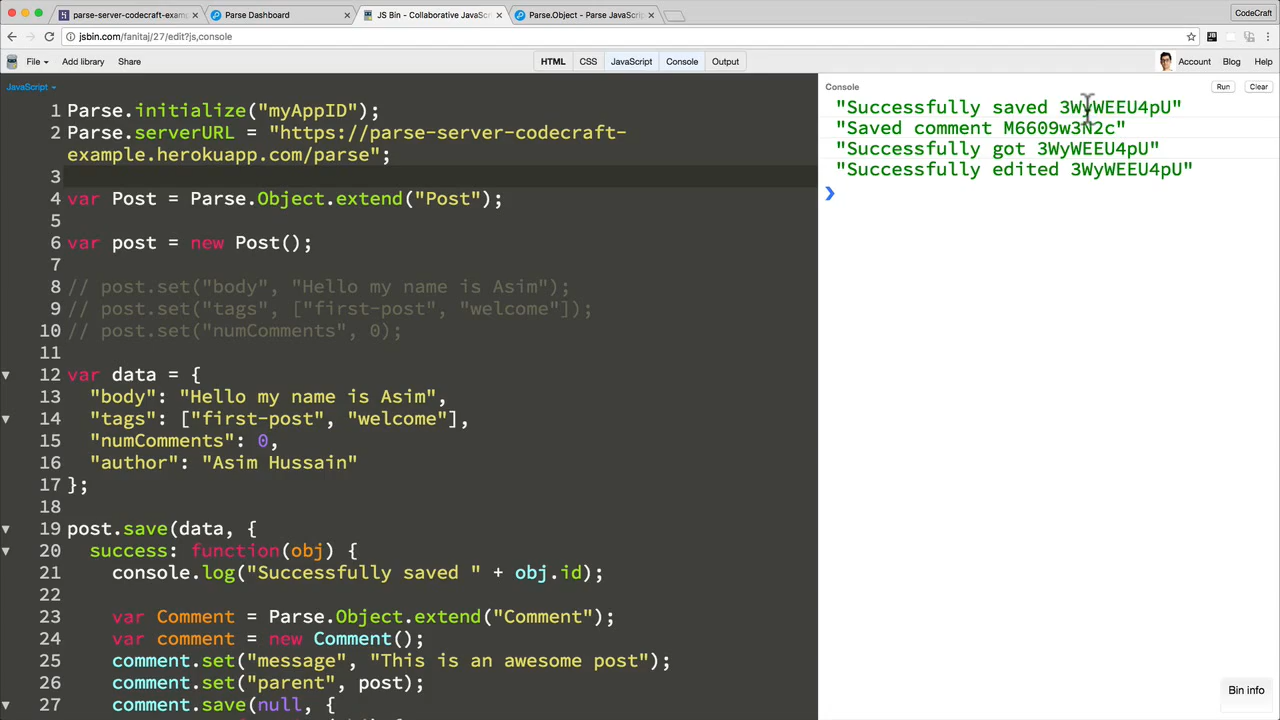 parse-server-codecraft-exam
Parse Dashboard
JS Bin - Collaborative JavaSc
Parse.Object - Parse JavaScri
CodeCraft
jsbin.com/fanitaj/27/edit?js,console
File
Add library
Share
HTML
CSS
JavaScript
Console
Output
Account
Blog
Help
JavaScript
Console
Run
Clear
1 Parse.initialize("myAppID");
2 Parse.serverURL = "https://parse-server-codecraft-
example.herokuapp.com/parse";
3
4 var Post = Parse.Object.extend("Post");
5
6 var post = new Post();
7
8 // post.set("body", "Hello my name is Asim");
9 // post.set("tags", ["first-post", "welcome"]);
10 // post.set("numComments", 0);
11
12 var data = {
13 "body": "Hello my name is Asim",
14 "tags": ["first-post", "welcome"],
15 "numComments": 0,
16 "author": "Asim Hussain"
17 };
18
19 post.save(data, {
20 success: function(obj) {
21 console.log("Successfully saved " + obj.id);
22
23 var Comment = Parse.Object.extend("Comment");
24 var comment = new Comment();
25 comment.set("message", "This is an awesome post");
26 comment.set("parent", post);
27 comment.save(null, {
"Successfully saved 3WyWEEU4pU"
"Saved comment M6609w3N2c"
"Successfully got 3WyWEEU4pU"
"Successfully edited 3WyWEEU4pU"
Bin info